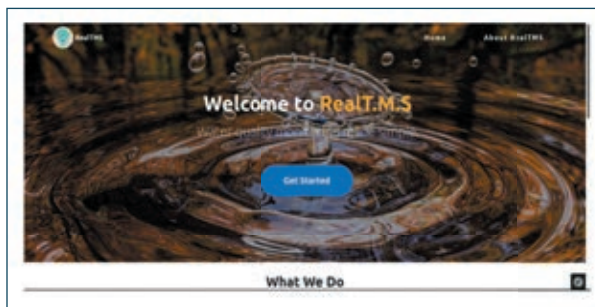 RealTMS
Home About RealTMS
Welcome to RealT.M.S
Get Started
What We Do